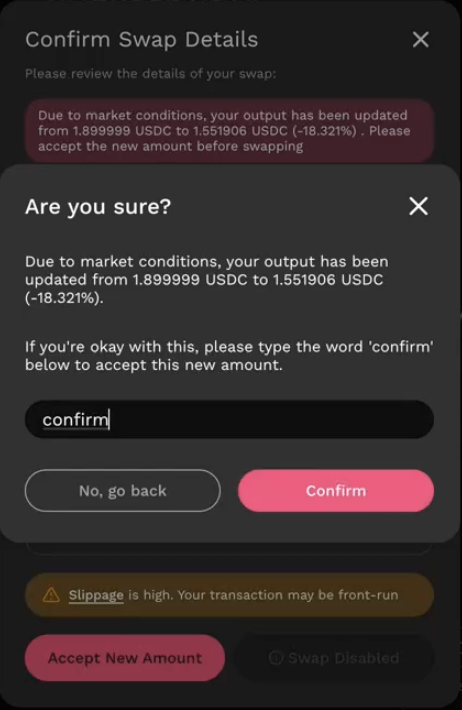 Confirm Swap Details
Please review the details of your swap:
Due to market conditions, your output has been updated
from 1.899999 USDC to 1.551906 USDC (-18.321%) . Please
accept the new amount before swapping
Are you sure?
Due to market conditions, your output has been
updated from 1.899999 USDC to 1.551906 USDC
(-18.321%).
If you're okay with this, please type the word 'confirm'
below to accept this new amount.
confirm
No, go back
Confirm
Slippage is high. Your transaction may be front-run
Accept New Amount
Swap Disabled